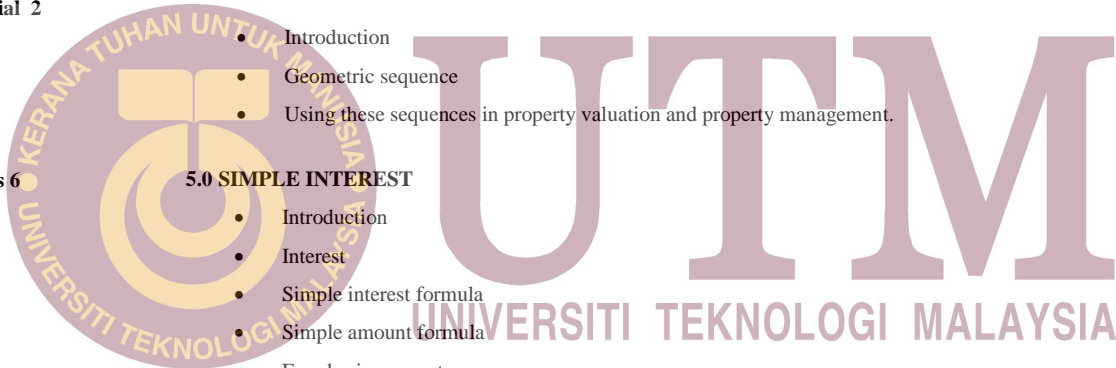 ial 2
Introduction
Geometric sequence
Using these sequences in property valuation and property management.
s 6
5.0 SIMPLE INTEREST
Introduction
Interest
Simple interest formula
Simple amount formula
KERANA TUHAN UNTUK MANUSIA
UNIVERSITI TEKNOLOGI MALAYSIA
UTM
UNIVERSITI TEKNOLOGI MALAYSIA